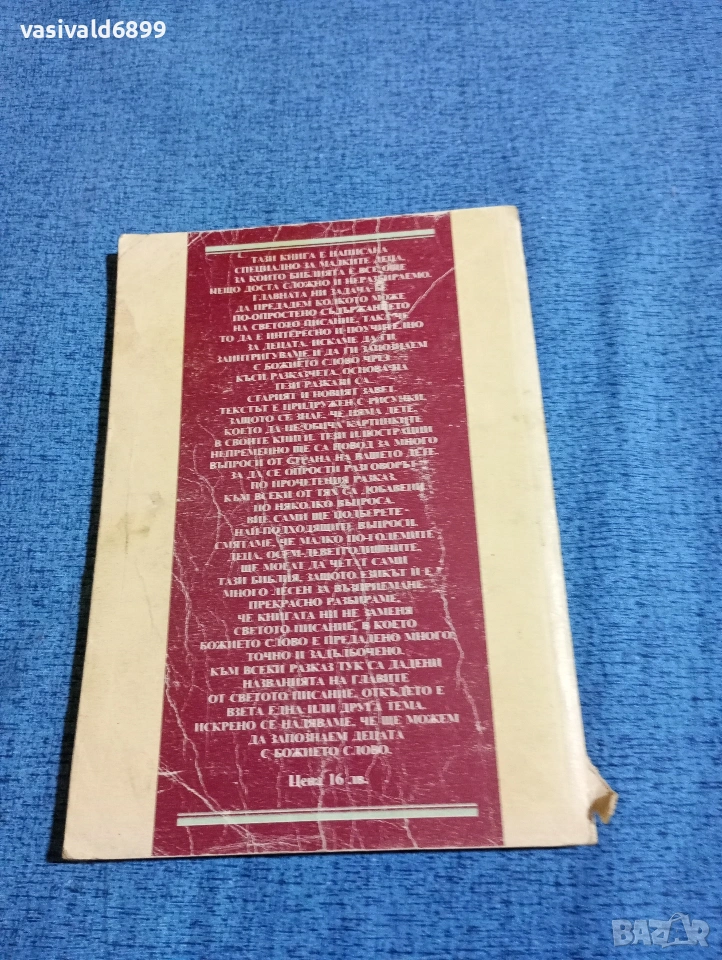 vasivald6899
ТАЗИ КНИГА Е НАПИСАНА
СПЕЦИАЛНО ЗА МАЛКИТЕ ДЕЦА,
ЗА КОИТО БИБЛИЯТА Е ВСЕ ОЩЕ
НЕЩО ДОСТА СЛОЖНО И НЕРАЗБИРАЕМО.
ГЛАВНАТА НИ ЗАДАЧА Е
ДА ПРЕДАДЕМ КОЛКОТО МОЖЕ
ПО-ОПРОСТЕНО СЪДЪРЖАНИЕТО
НА СВЕТОТО ПИСАНИЕ, ТАКА ЧЕ
ТО ДА Е ИНТЕРЕСНО И ПОУЧИТЕЛНО
ЗА ДЕЦАТА. ИСКАМЕ ДА ГИ
ЗАИНТРИГУВАМЕ И ДА ГИ ЗАПОЗНАЕМ
С БОЖИЕТО СЛОВО ЧРЕЗ
КЪСИ РАЗКАЗЧЕТА. ОСНОВАЧНА
ТЕЗИ РАЗКАЗИ СА
СТАРИЯТ И НОВИЯТ ЗАВЕТ.
ТЕКСТЪТ Е ПРИДРУЖЕН С РИСУНКИ,
ЗАЩОТО СЕ ЗНАЕ, ЧЕ НЯМА ДЕТЕ,
КОЕТО ДА НЕ ОБИЧА КАРТИНКИТЕ
В СВОИТЕ КНИГИ. ТЕЗИ ИЛЮСТРАЦИИ
НЕПРЕМЕННО ЩЕ СА ПОВОД ЗА МНОГО
ВЪПРОСИ ОТ СТРАНА НА ВАШЕТО ДЕТЕ.
ЗА ДА СЕ ОПРОСТИ РАЗГОВОРЪТ
ПО ПРОЧЕТЕНИЯ РАЗКАЗ,
КЪМ ВСЕКИ ОТ ТЯХ СА ДОБАВЕНИ
ПО НЯКОЛКО ВЪПРОСА.
ВИЕ САМИ ЩЕ ПОДБЕРЕТЕ
НАЙ-ПОДХОДЯЩИТЕ ВЪПРОСИ.
СМЯТАМЕ, ЧЕ МАЛКО ПО-ГОЛЕМИТЕ
ДЕЦА, ОСЕМ-ДЕВЕТГОДИШНИТЕ,
ЩЕ МОГАТ ДА ЧЕТАТ САМИ
ТАЗИ БИБЛИЯ, ЗАЩОТО ЕЗИКЪТ Ѝ Е
МНОГО ЛЕСЕН ЗА ВЪЗПРИЕМАНЕ.
ПРЕКРАСНО РАЗБИРАМЕ,
ЧЕ КНИГАТА НИ НЕ ЗАМЕНЯ
СВЕТОТО ПИСАНИЕ, В КОЕТО
БОЖИЕТО СЛОВО Е ПРЕДАДЕНО МНОГО
ТОЧНО И ЗАДЪЛБОЧЕНО.
КЪМ ВСЕКИ РАЗКАЗ ТУК СА ДАДЕНИ
НАЗВАНИЯТА НА ГЛАВИТЕ
ОТ СВЕТОТО ПИСАНИЕ, ОТКЪДЕТО Е
ВЗЕТА ЕДНА ИЛИ ДРУГА ТЕМА.
ИСКРЕНО СЕ НАДЯВАМЕ, ЧЕ ЩЕ МОЖЕМ
ДА ЗАПОЗНАЕМ ДЕЦАТА
С БОЖИЕТО СЛОВО.
Цена 16 лв.
BAZAR